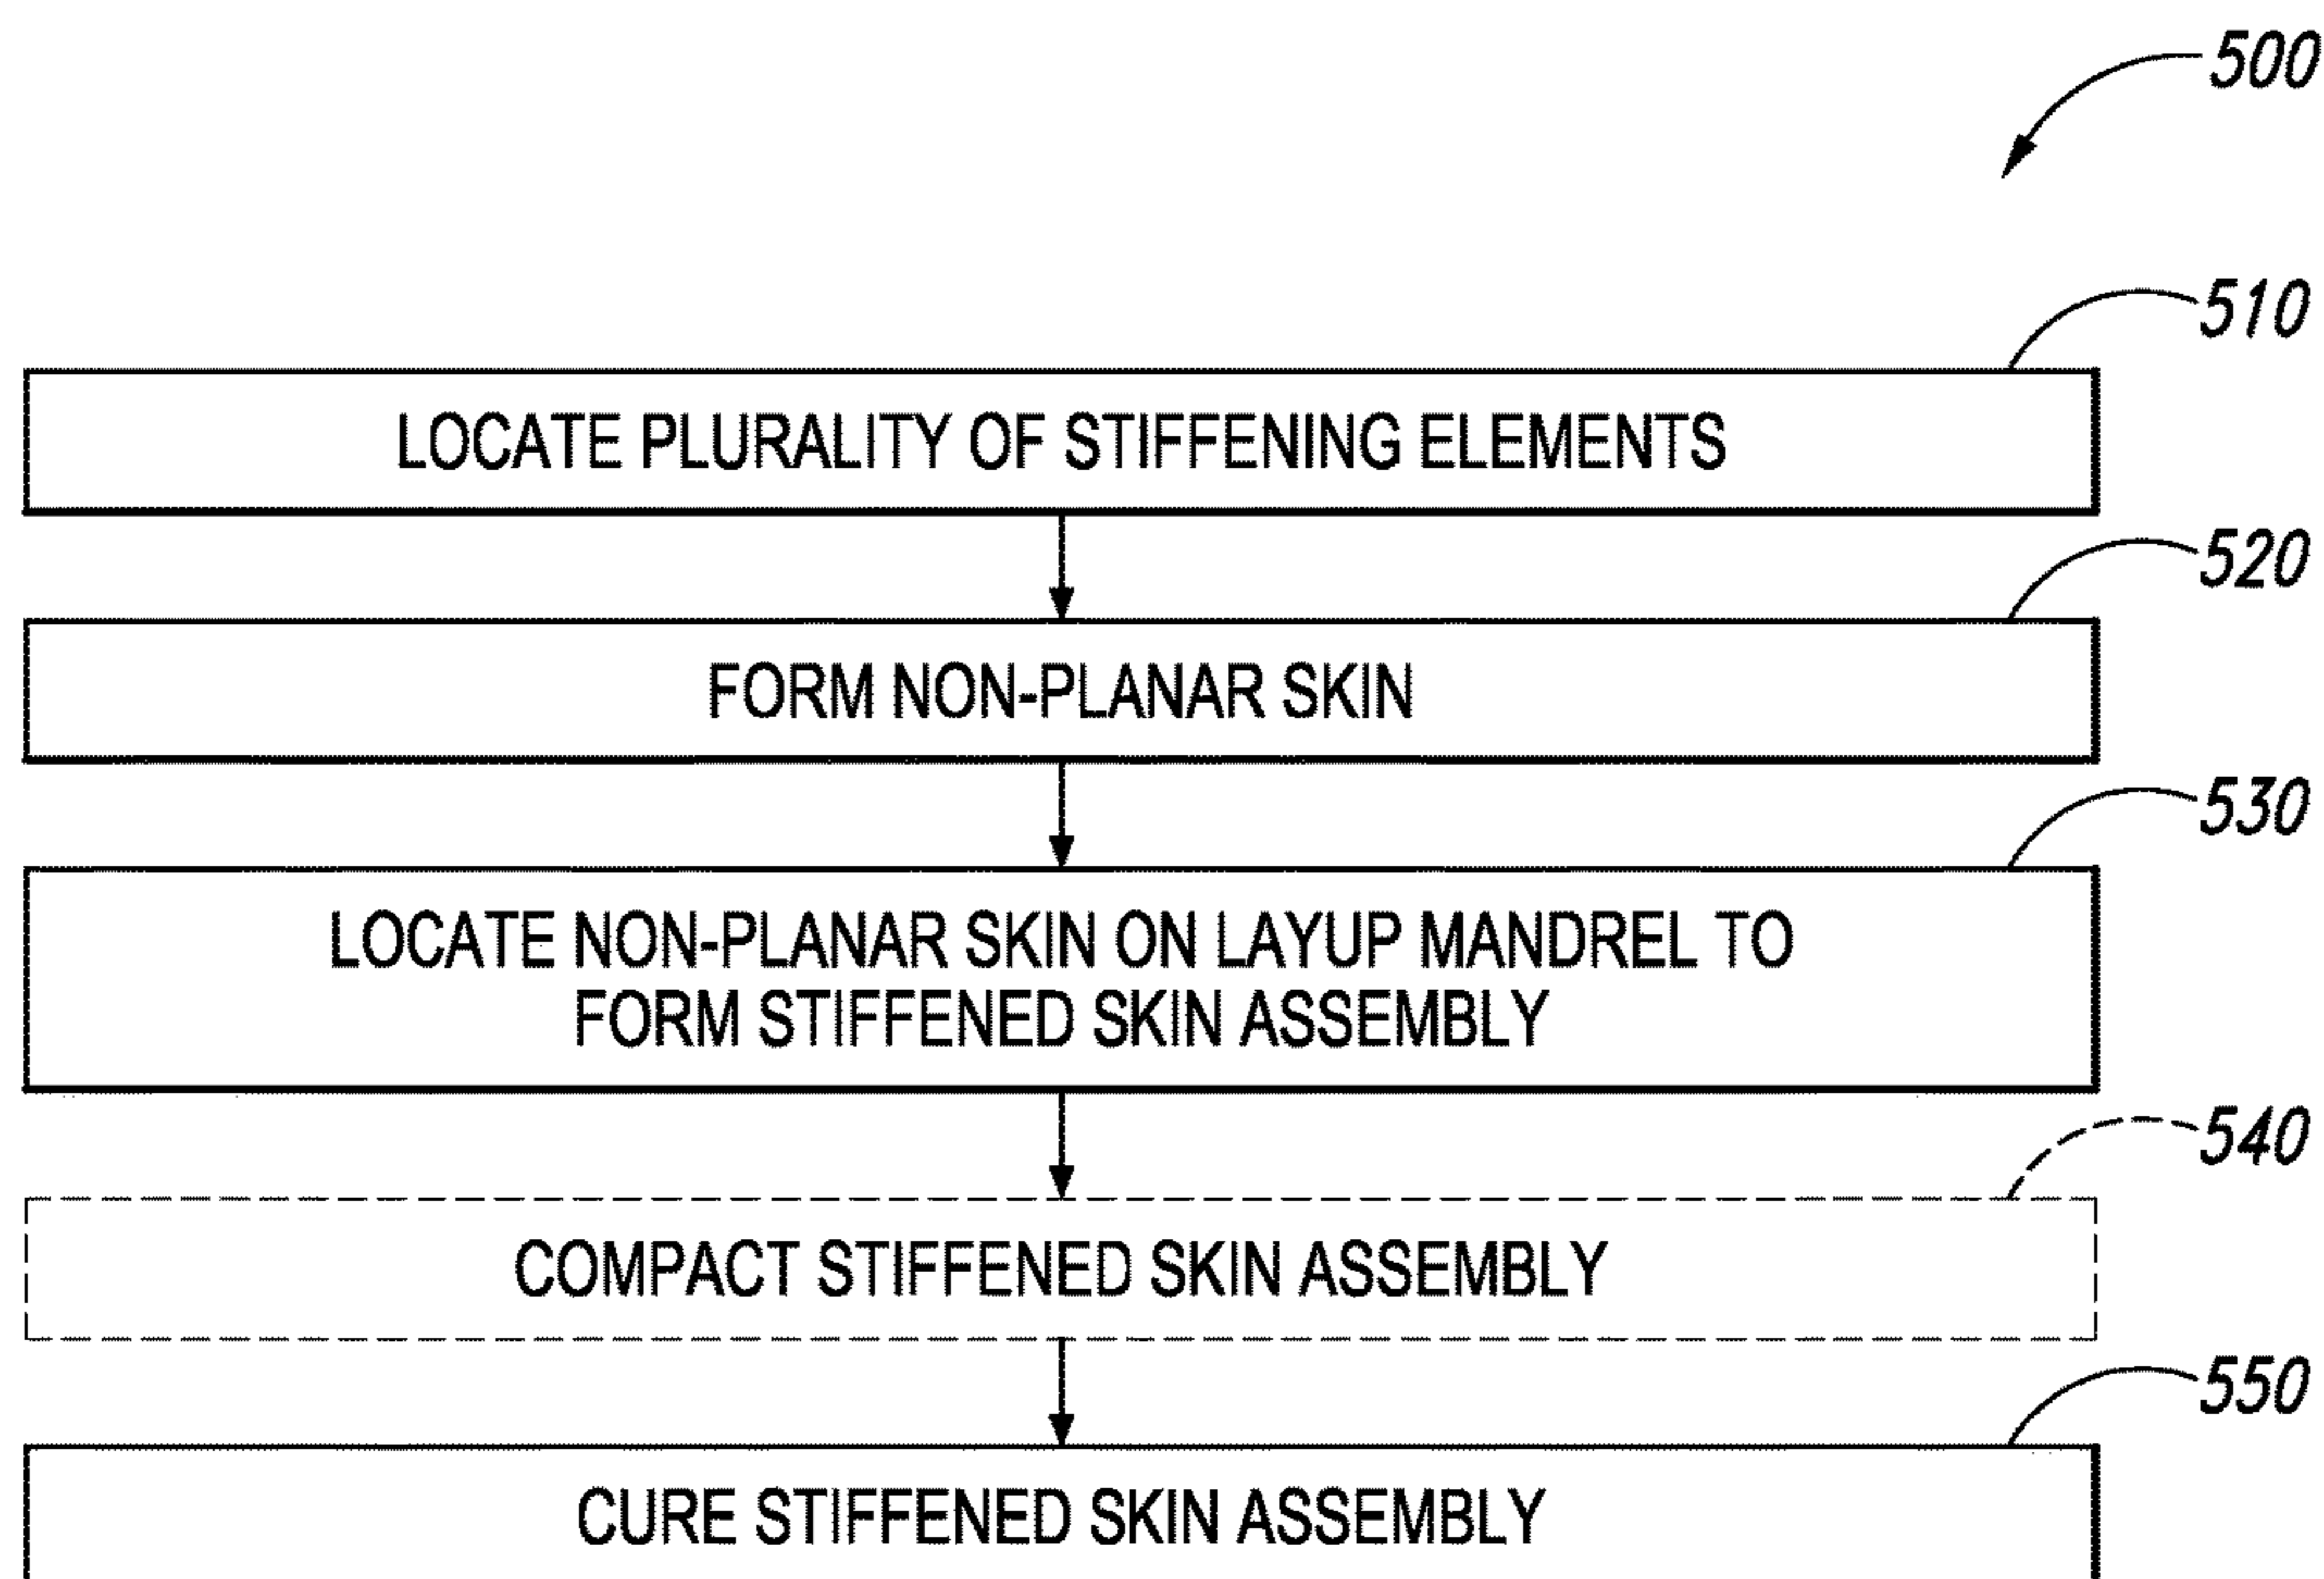 500
510
LOCATE PLURALITY OF STIFFENING ELEMENTS
520
FORM NON-PLANAR SKIN
530
LOCATE NON-PLANAR SKIN ON LAYUP MANDREL TO
FORM STIFFENED SKIN ASSEMBLY
540
COMPACT STIFFENED SKIN ASSEMBLY
550
CURE STIFFENED SKIN ASSEMBLY